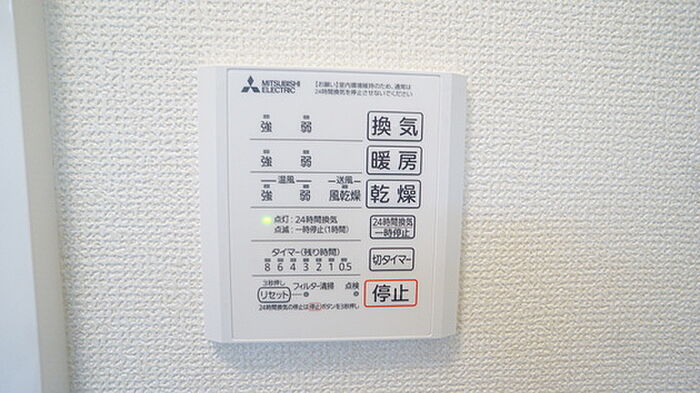 MITSUBISHI
ELECTRIC
【お願い】室内環境維持のため、通常は
24時間換気を停止させないでください
強 弱 換気
強 弱 暖房
温風 送風
強 弱 風乾燥 乾燥
点灯:24時間換気
点滅:一時停止(1時間)
24時間換気
一時停止
タイマー(残り時間)
8 6 4 3 2 1 0.5
切タイマー
3秒押し
リセット フィルター清掃 点検
停止
24時間換気の停止は停止ボタンを3秒押し